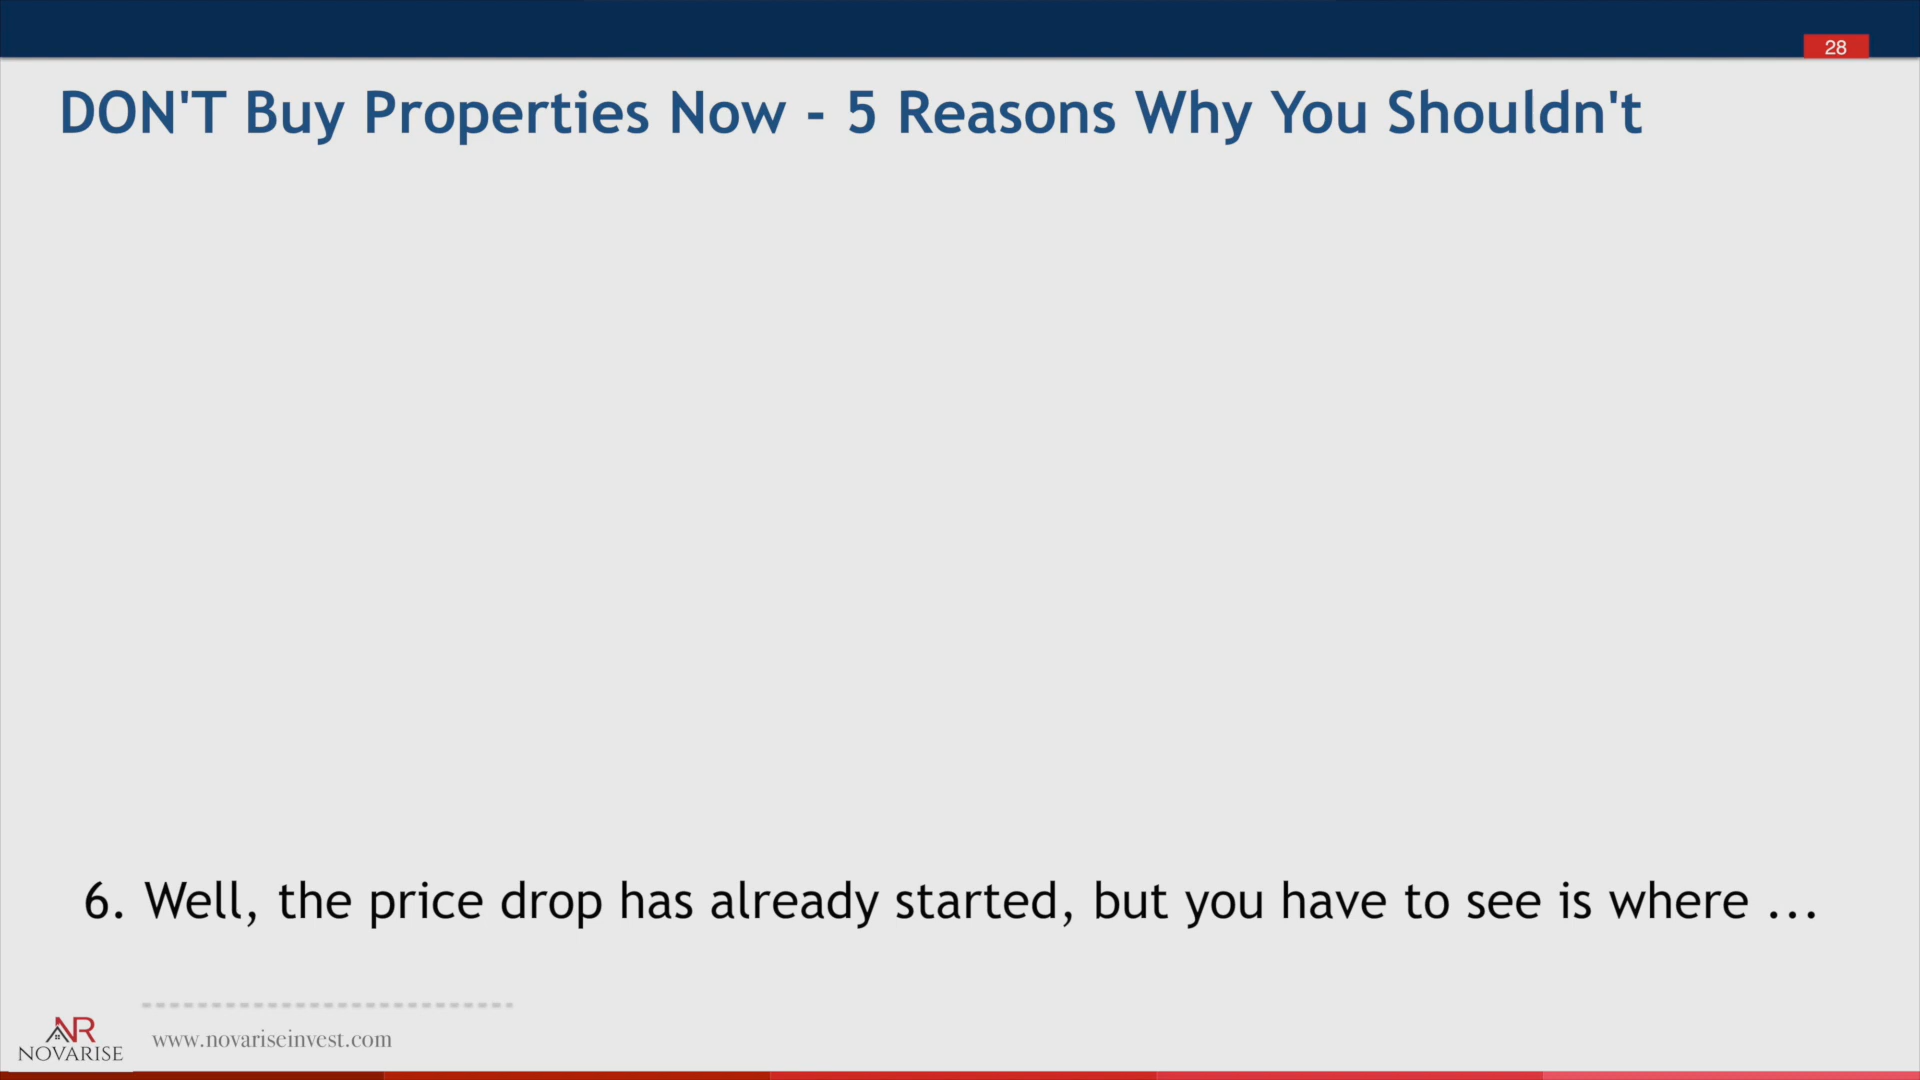 28
DON'T Buy Properties Now - 5 Reasons Why You Shouldn't
6. Well, the price drop has already started, but you have to see is where ...
NR
NOVARISE
www.novariseinvest.com